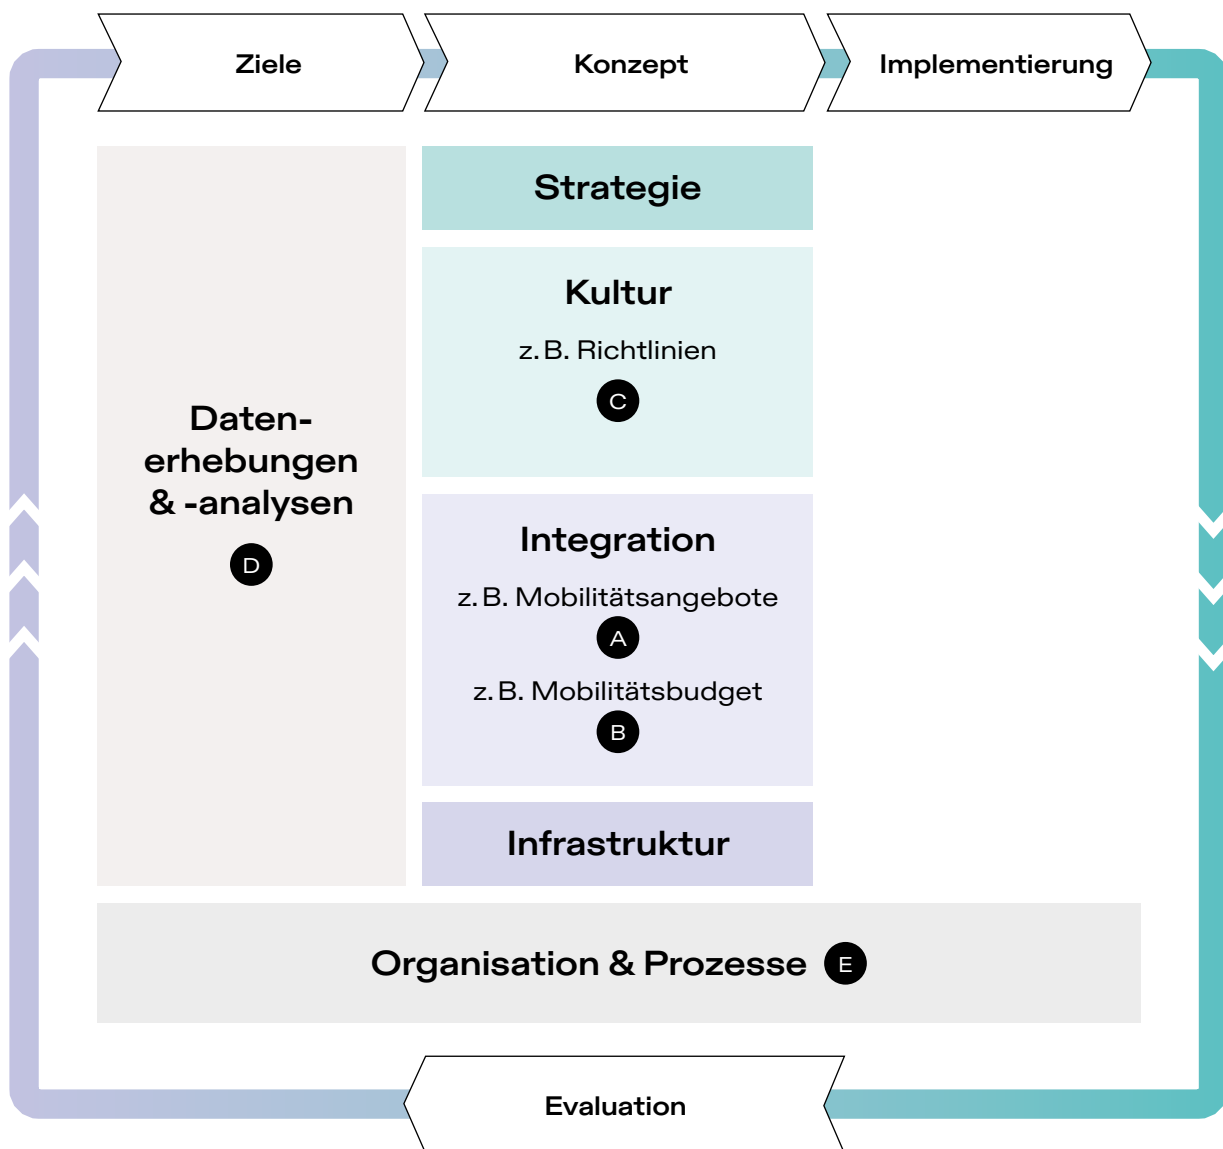 Ziele
Konzept
Implementierung
Daten-
erhebungen
& -analysen
D
Strategie
Kultur
z. B. Richtlinien
C
Integration
z. B. Mobilitätsangebote
A
z. B. Mobilitätsbudget
B
Infrastruktur
Organisation & Prozesse E
Evaluation